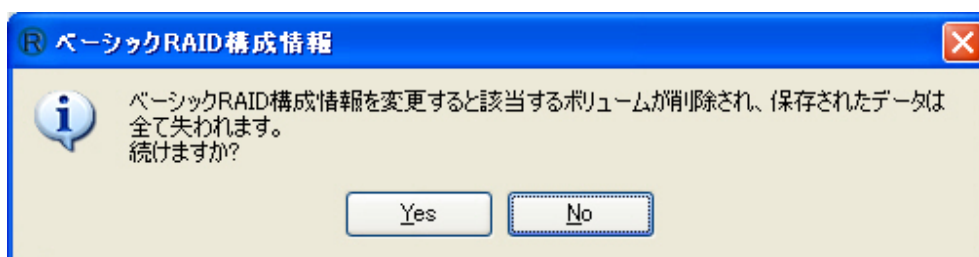 R ベーシックRAID構成情報
ベーシックRAID構成情報を変更すると該当するボリュームが削除され、保存されたデータは
全て失われます。
続けますか?
Yes No